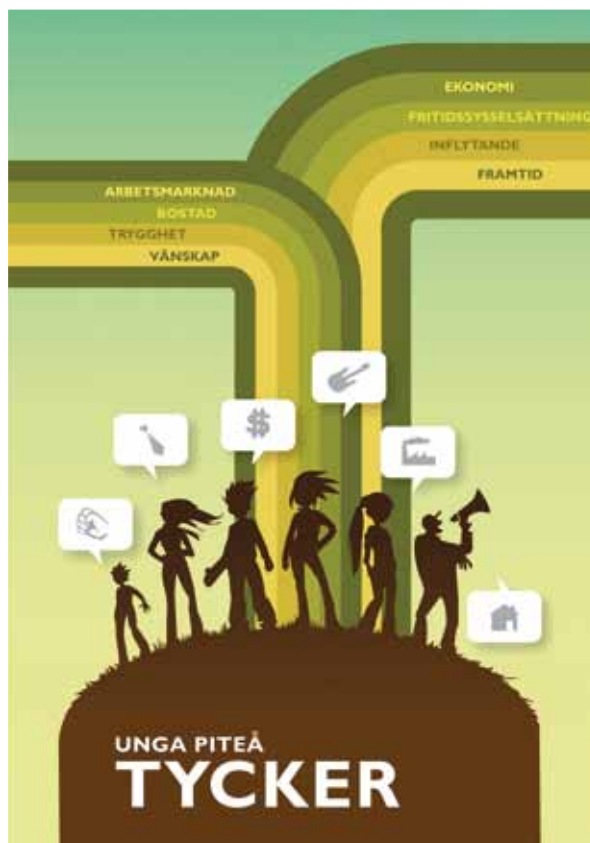 EKONOMI
FRITIDSSYSSELSÄTTNING
INFLYTANDE
FRAMTID
ARBETSMARKNAD
BOSTAD
TRYGGHET
VÄNSKAP
$
UNGA PITEÅ
TYCKER